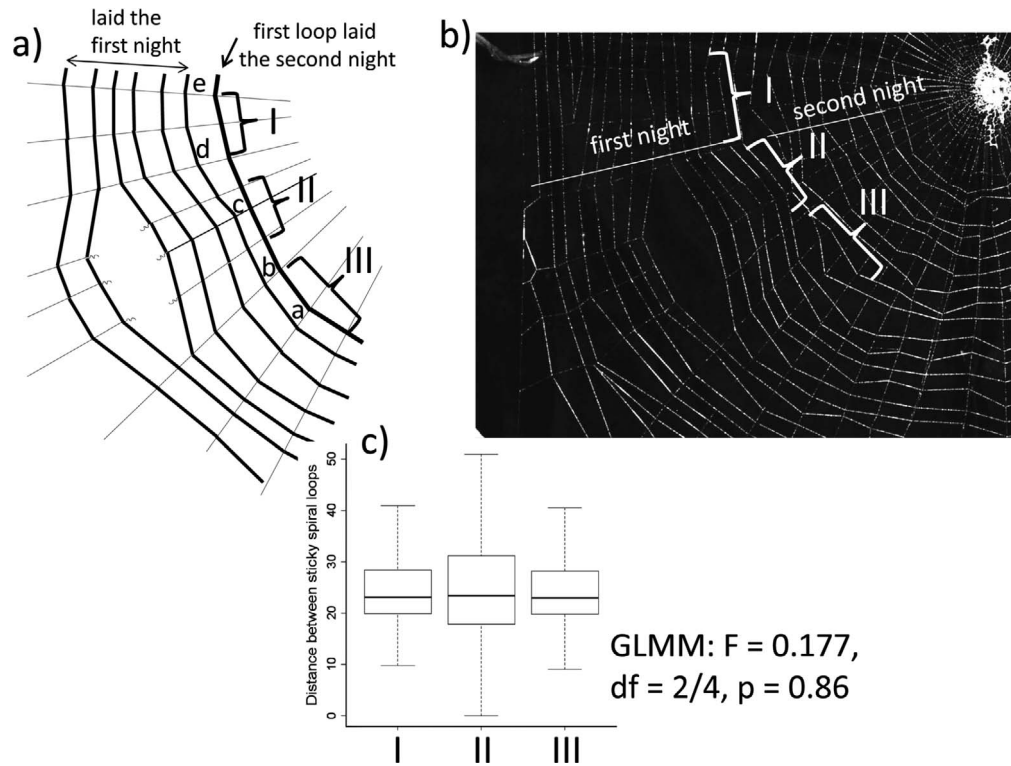 a)
laid the
the first night
first loop laid
the second night
e
I
d
II
c
III
b
a
b)
I
second night
first night
II
III
c)
Distance between sticky spiral loops
50
40
30
20
10
0
I
II
III
GLMM: F = 0.177,
df = 2/4, p = 0.86